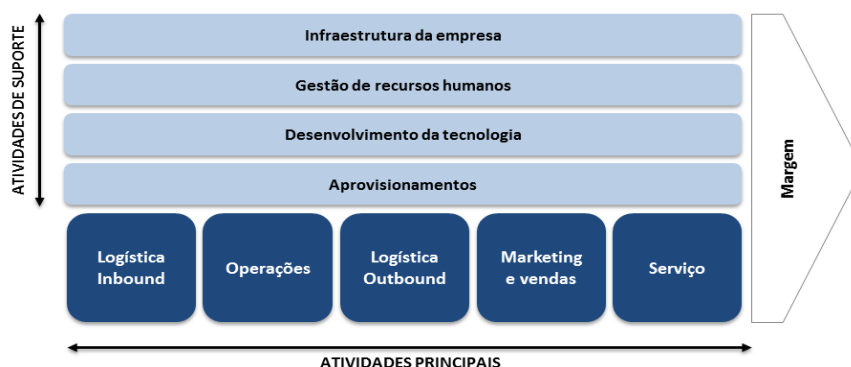 ATIVIDADES DE SUPORTE
Infraestrutura da empresa
Gestão de recursos humanos
Desenvolvimento da tecnologia
Aprovisionamentos
Logística
Inbound
Operações
Logística
Outbound
Marketing
e vendas
Serviço
Margem
ATIVIDADES PRINCIPAIS